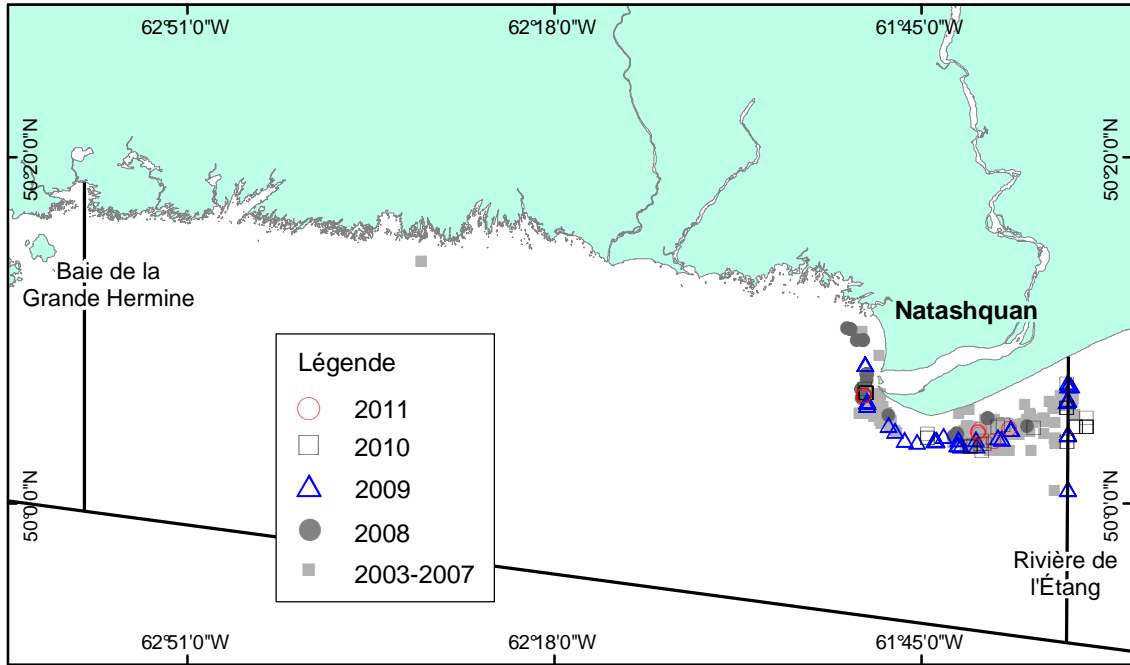 62°51'0"W 62°18'0"W 61°45'0"W
50°20'0"N 50°20'0"N
Baie de la
Grande Hermine
Natashquan
Légende
2011
2010
2009
2008
2003-2007
50°0'0"N 50°0'0"N
Rivière de
l'Étang
62°51'0"W 62°18'0"W 61°45'0"W